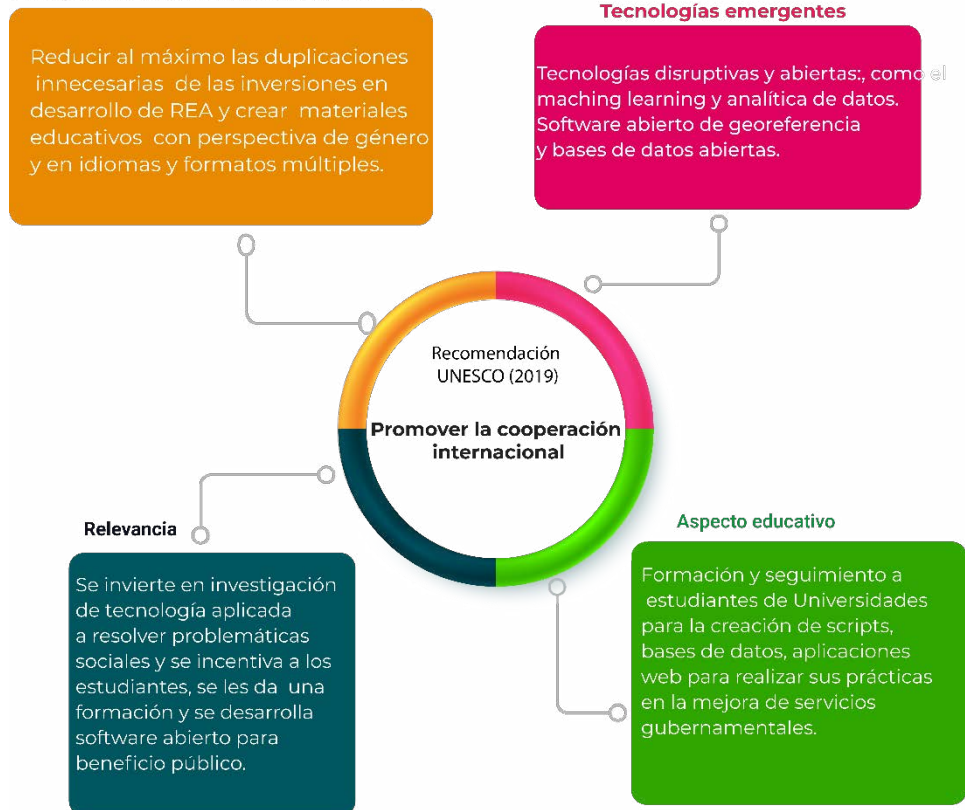 Reducir al máximo las duplicaciones
innecesarias de las inversiones en
desarrollo de REA y crear materiales
educativos con perspectiva de género
y en idiomas y formatos múltiples.
Tecnologías emergentes
Tecnologías disruptivas y abiertas:, como el
maching learning y analítica de datos.
Software abierto de georeferencia
y bases de datos abiertas.
Recomendación
UNESCO (2019)
Promover la cooperación
internacional
Relevancia
Se invierte en investigación
de tecnología aplicada
a resolver problemáticas
sociales y se incentiva a los
estudiantes, se les da una
formación y se desarrolla
software abierto para
beneficio público.
Aspecto educativo
Formación y seguimiento a
estudiantes de Universidades
para la creación de scripts,
bases de datos, aplicaciones
web para realizar sus prácticas
en la mejora de servicios
gubernamentales.